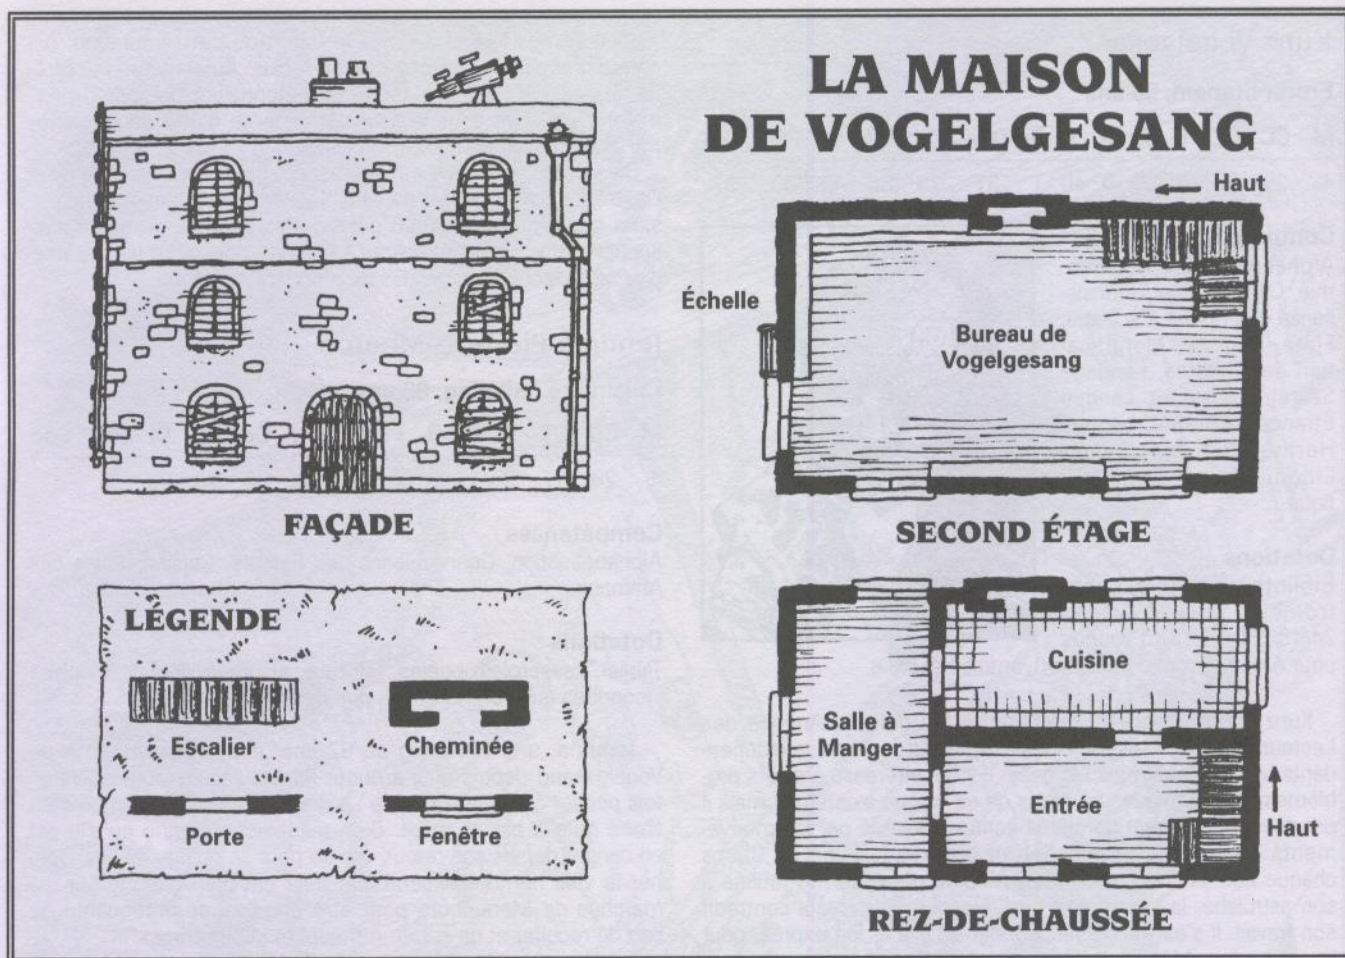 LA MAISON
DE VOGELGESANG
Haut
Échelle
Bureau de
Vogelgesang
FAÇADE
SECOND ÉTAGE
LÉGENDE
Escalier
Cheminée
Porte
Fenêtre
Cuisine
Salle à
Manger
Entrée
Haut
REZ-DE-CHAUSSÉE